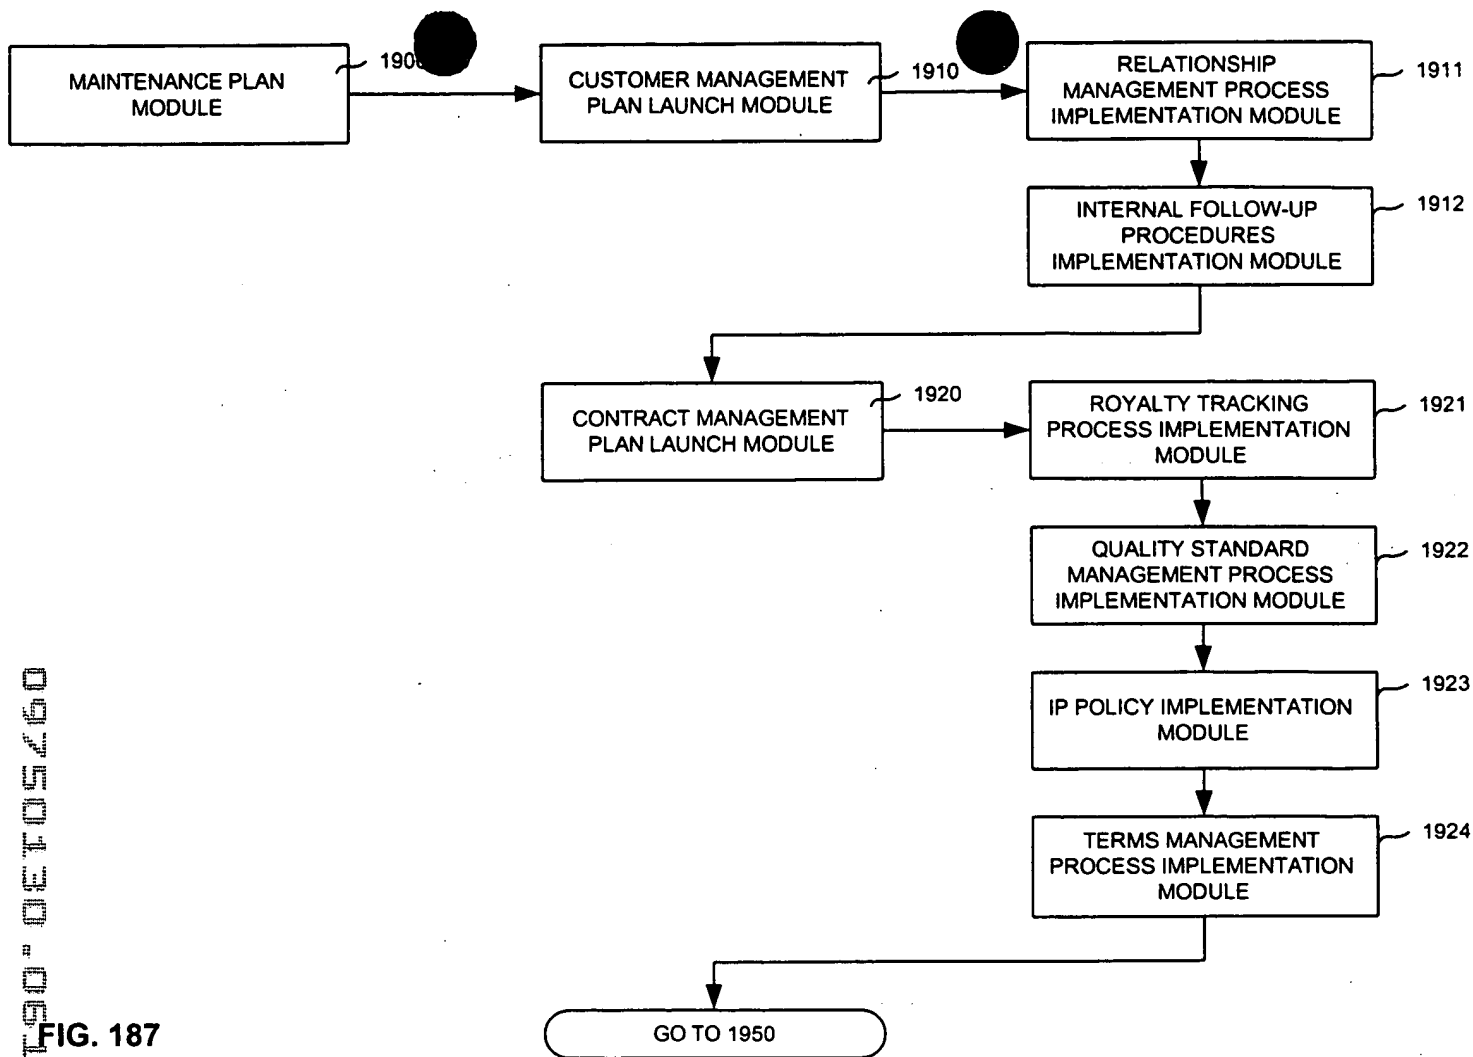 MAINTENANCE PLAN
MODULE
CUSTOMER MANAGEMENT
PLAN LAUNCH MODULE
1910
RELATIONSHIP
MANAGEMENT PROCESS
IMPLEMENTATION MODULE
1911
INTERNAL FOLLOW-UP
PROCEDURES
IMPLEMENTATION MODULE
1912
CONTRACT MANAGEMENT
PLAN LAUNCH MODULE
1920
ROYALTY TRACKING
PROCESS IMPLEMENTATION
MODULE
1921
QUALITY STANDARD
MANAGEMENT PROCESS
IMPLEMENTATION MODULE
1922
IP POLICY IMPLEMENTATION
MODULE
1923
TERMS MANAGEMENT
PROCESS IMPLEMENTATION
MODULE
1924
GO TO 1950
FIG. 187